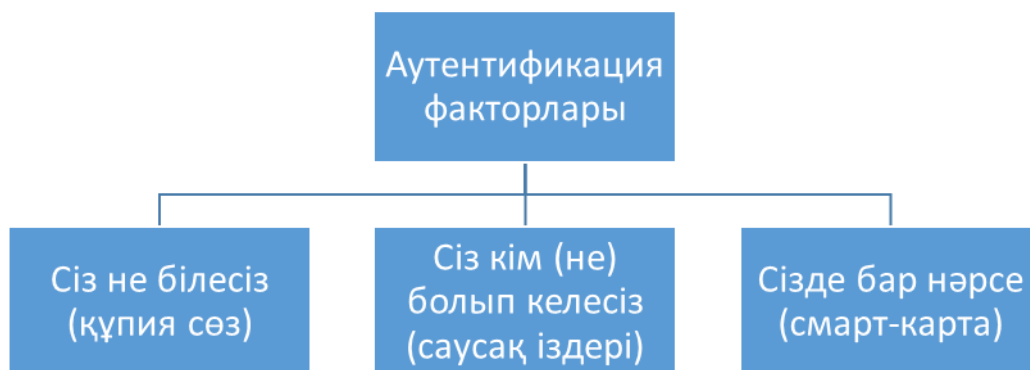 Аутентификация
факторлары
Сіз не білесіз
(құпия сөз)
Сіз кім (не)
болып келесіз
(саусақ іздері)
Сізде бар нәрсе
(смарт-карта)